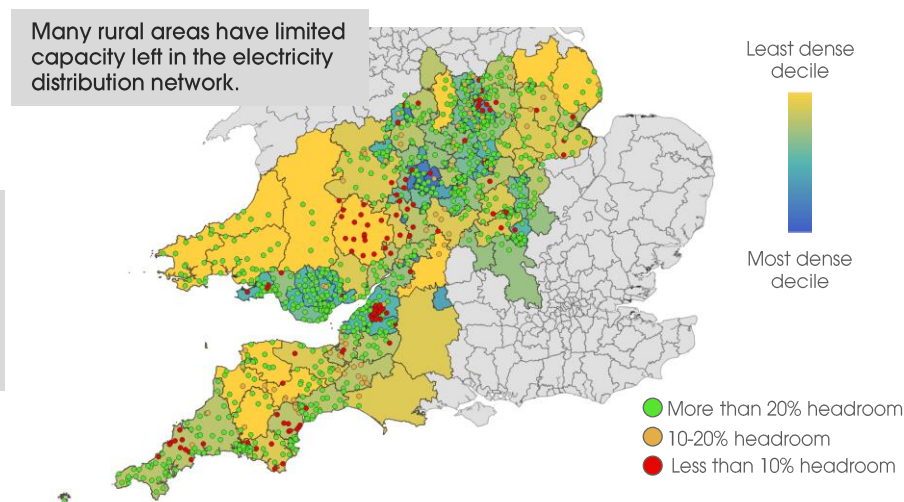 Many rural areas have limited
capacity left in the electricity
distribution network.
Least dense
decile
Most dense
decile
More than 20% headroom
10-20% headroom
Less than 10% headroom